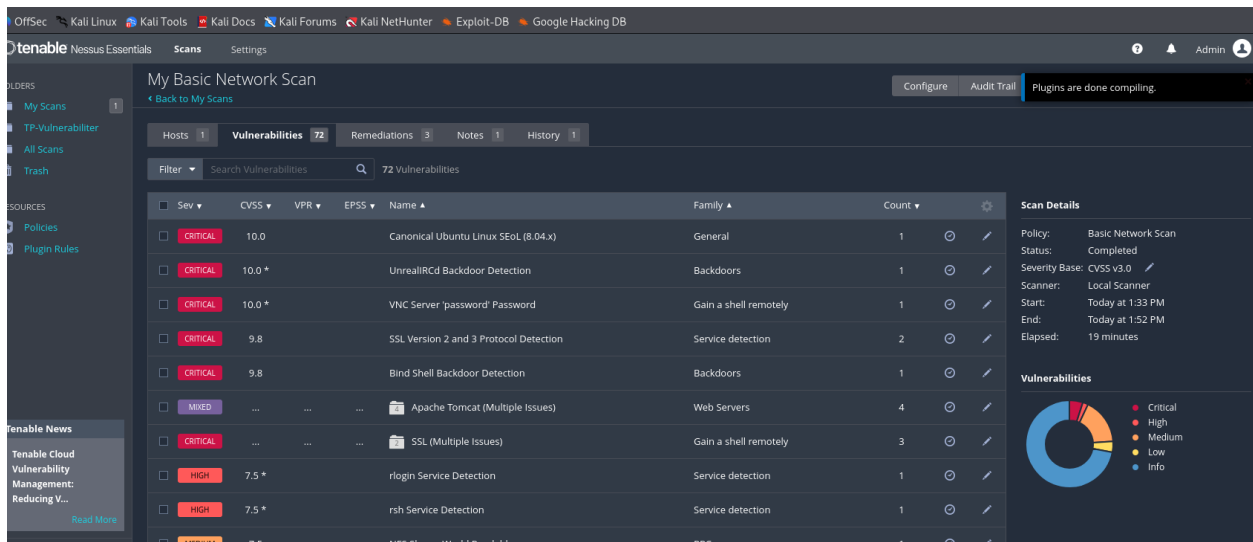 OffSec Kali Linux Kali Tools Kali Docs Kali Forums Kali NetHunter Exploit-DB Google Hacking DB
tenable Nessus Essentials Scans Settings Admin
My Basic Network Scan
Back to My Scans
Configure Audit Trail
Plugins are done compiling.
OLDERS
My Scans 1
TP-Vulnerabiliter
All Scans
Trash
ESOURCES
Policies
Plugin Rules
Hosts 1 Vulnerabilities 72 Remediations 3 Notes 1 History 1
Filter Search Vulnerabilities 72 Vulnerabilities
Sev CVSS VPR EPSS Name Family Count
CRITICAL 10.0 Canonical Ubuntu Linux SEoL (8.04.x) General 1
CRITICAL 10.0 * UnrealIRCd Backdoor Detection Backdoors 1
CRITICAL 10.0 * VNC Server 'password' Password Gain a shell remotely 1
CRITICAL 9.8 SSL Version 2 and 3 Protocol Detection Service detection 2
CRITICAL 9.8 Bind Shell Backdoor Detection Backdoors 1
MIXED ... ... ... 4 Apache Tomcat (Multiple Issues) Web Servers 4
CRITICAL ... ... ... 2 SSL (Multiple Issues) Gain a shell remotely 3
HIGH 7.5 * rlogin Service Detection Service detection 1
HIGH 7.5 * rsh Service Detection Service detection 1
Scan Details
Policy: Basic Network Scan
Status: Completed
Severity Base: CVSS v3.0
Scanner: Local Scanner
Start: Today at 1:33 PM
End: Today at 1:52 PM
Elapsed: 19 minutes
Vulnerabilities
Critical
High
Medium
Low
Info
Tenable News
Tenable Cloud
Vulnerability
Management:
Reducing V...
Read More